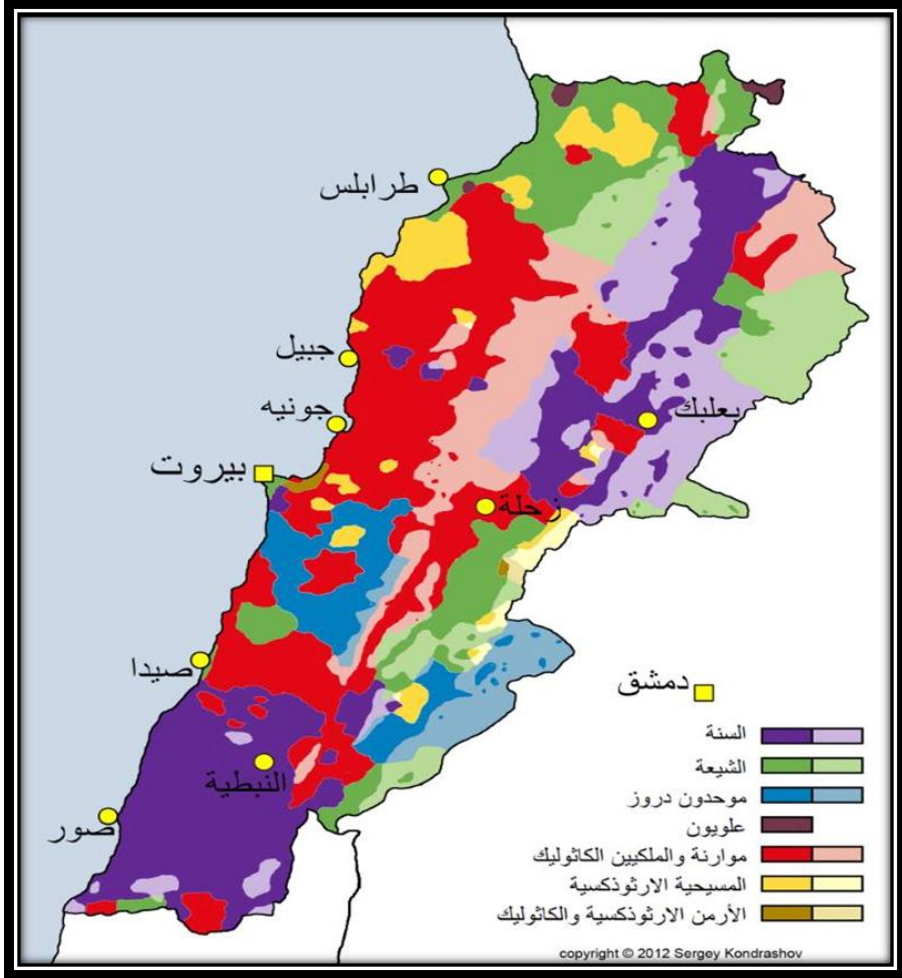 طرابلس
جبيل
جونيه
بعلبك
بيروت
زحلة
صيدا
دمشق
النبطية
صور
السنة
الشيعة
موحدون دروز
علويون
موارنة والملكيين الكاثوليك
المسيحية الارثوذكسية
الأرمن الارثوذكسية والكاثوليك
copyright © 2012 Sergey Kondrashov